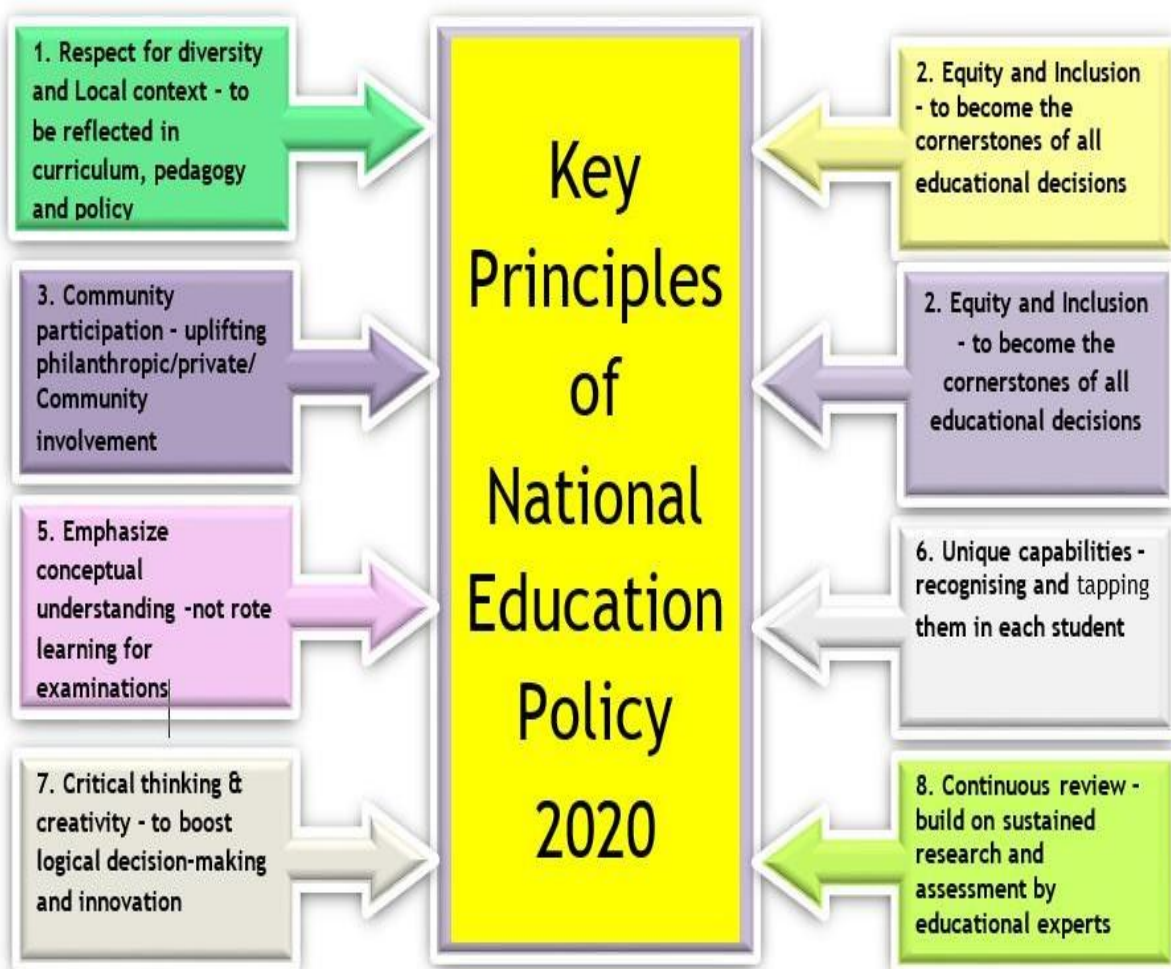 1. Respect for diversity
and Local context - to
be reflected in
curriculum, pedagogy
and policy
2. Equity and Inclusion
- to become the
cornerstones of all
educational decisions
3. Community
participation - uplifting
philanthropic/private/
Community
involvement
2. Equity and Inclusion
- to become the
cornerstones of all
educational decisions
5. Emphasize
conceptual
understanding -not rote
learning for
examinations
6. Unique capabilities -
recognising and tapping
them in each student
7. Critical thinking &
creativity - to boost
logical decision-making
and innovation
8. Continuous review -
build on sustained
research and
assessment by
educational experts
Key
Principles
of
National
Education
Policy
2020